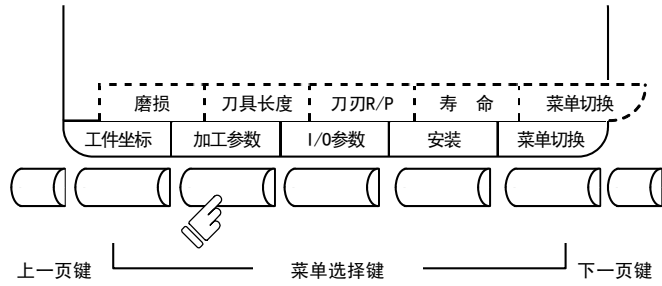 磨损 刀具长度 刀刃R/P 寿 命 菜单切换
工件坐标 加工参数 I/O参数 安装 菜单切换
上一页键 菜单选择键 下一页键